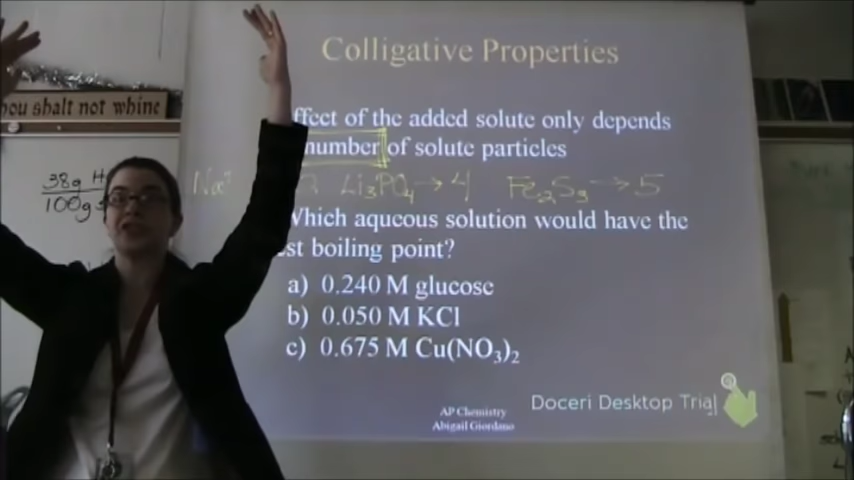 Colligative Properties
ffect of the added solute only depends
number of solute particles
Li3PO4 → 4 Fe2S3 → 5
Which aqueous solution would have the
est boiling point?
a) 0.240 M glucose
b) 0.050 M KCl
c) 0.675 M Cu(NO3)2
AP Chemistry
Abigail Giordano
Doceri Desktop Trial
hou shalt not whine
38g H
100g